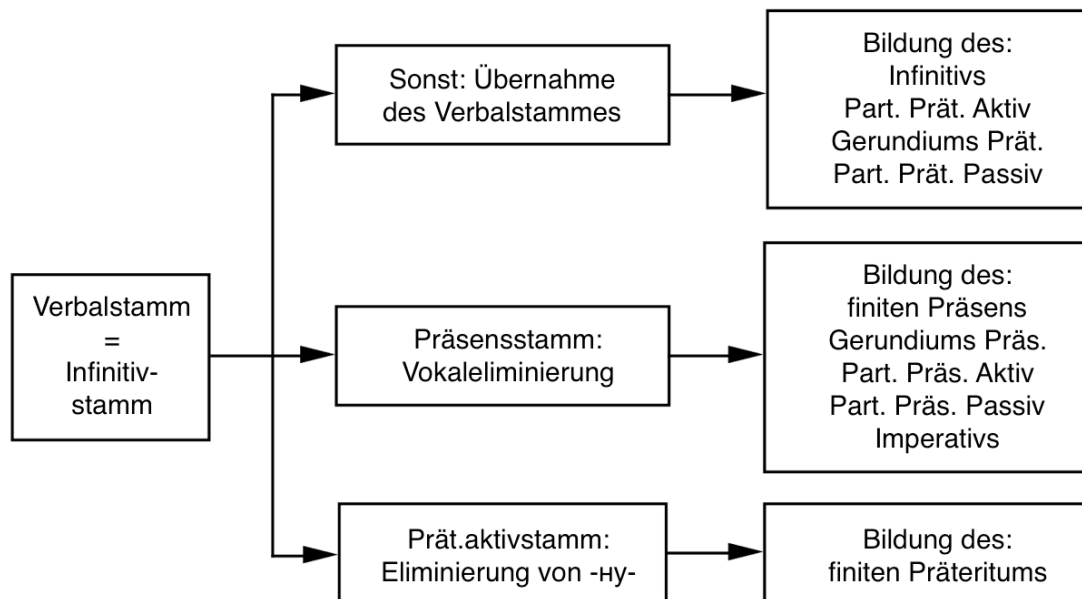 Sonst: Übernahme
des Verbalstammes
Bildung des:
Infinitivs
Part. Prät. Aktiv
Gerundiums Prät.
Part. Prät. Passiv
Verbalstamm
=
Infinitiv-
stamm
Präsensstamm:
Vokaleliminierung
Bildung des:
finiten Präsens
Gerundiums Präs.
Part. Präs. Aktiv
Part. Präs. Passiv
Imperativs
Prät.aktivstamm:
Eliminierung von -ну-
Bildung des:
finiten Präteritums